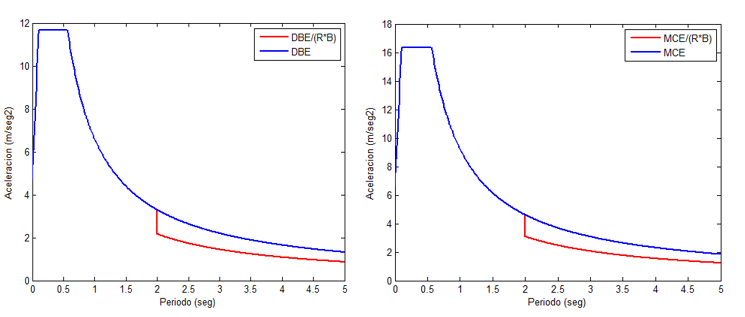 12
10
8
6
4
2
0
Aceleracion (m/seg2)
DBE/(R*B)
DBE
0 0.5 1 1.5 2 2.5 3 3.5 4 4.5 5
Periodo (seg)
18
16
14
12
10
8
6
4
2
0
Aceleracion (m/seg2)
MCE/(R*B)
MCE
0 0.5 1 1.5 2 2.5 3 3.5 4 4.5 5
Periodo (seg)